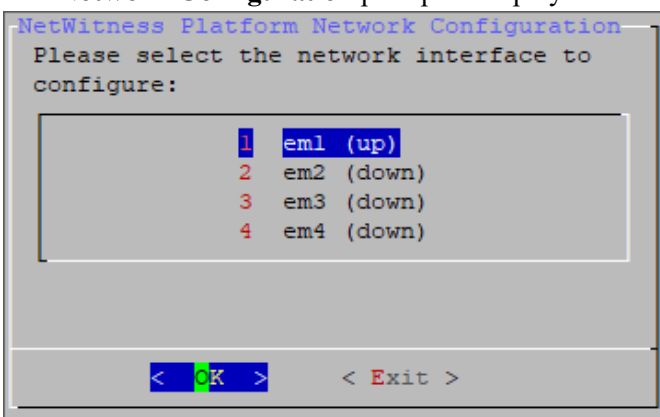 NetWitness Platform Network Configuration
Please select the network interface to
configure:
1 em1 (up)
2 em2 (down)
3 em3 (down)
4 em4 (down)
< OK > < Exit >